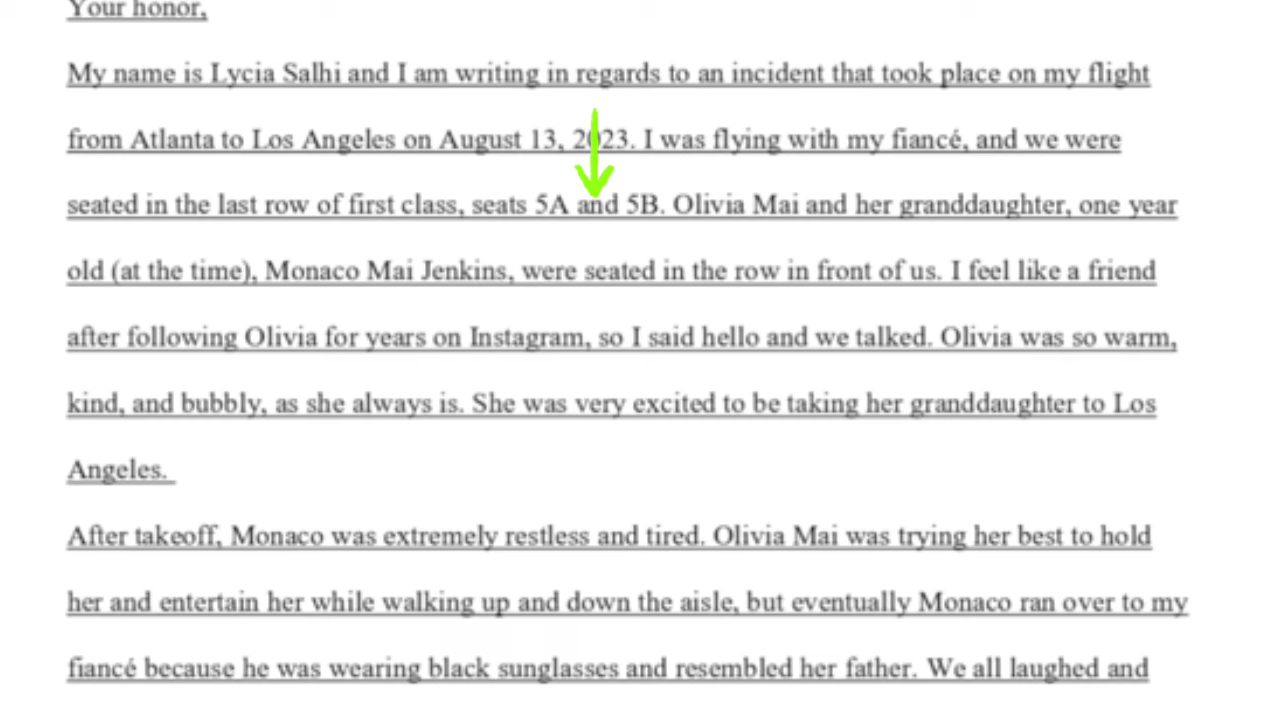 Your honor,
My name is Lycia Salhi and I am writing in regards to an incident that took place on my flight
from Atlanta to Los Angeles on August 13, 2023. I was flying with my fiancé, and we were
seated in the last row of first class, seats 5A and 5B. Olivia Mai and her granddaughter, one year
old (at the time), Monaco Mai Jenkins, were seated in the row in front of us. I feel like a friend
after following Olivia for years on Instagram, so I said hello and we talked. Olivia was so warm,
kind, and bubbly, as she always is. She was very excited to be taking her granddaughter to Los
Angeles.
After takeoff, Monaco was extremely restless and tired. Olivia Mai was trying her best to hold
her and entertain her while walking up and down the aisle, but eventually Monaco ran over to my
fiancé because he was wearing black sunglasses and resembled her father. We all laughed and